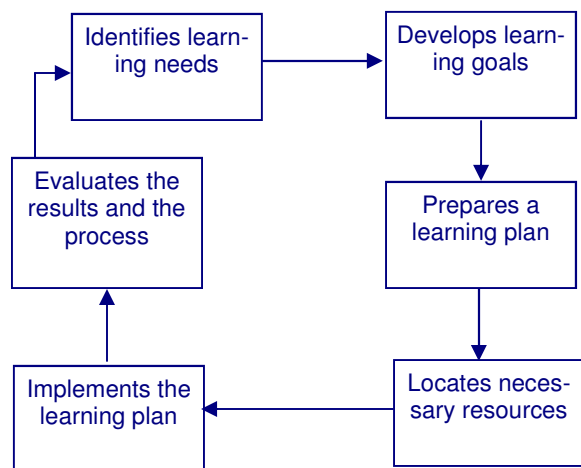 Identifies learn-
ing needs
Develops learn-
ing goals
Prepares a
learning plan
Locates neces-
sary resources
Implements the
learning plan
Evaluates the
results and the
process